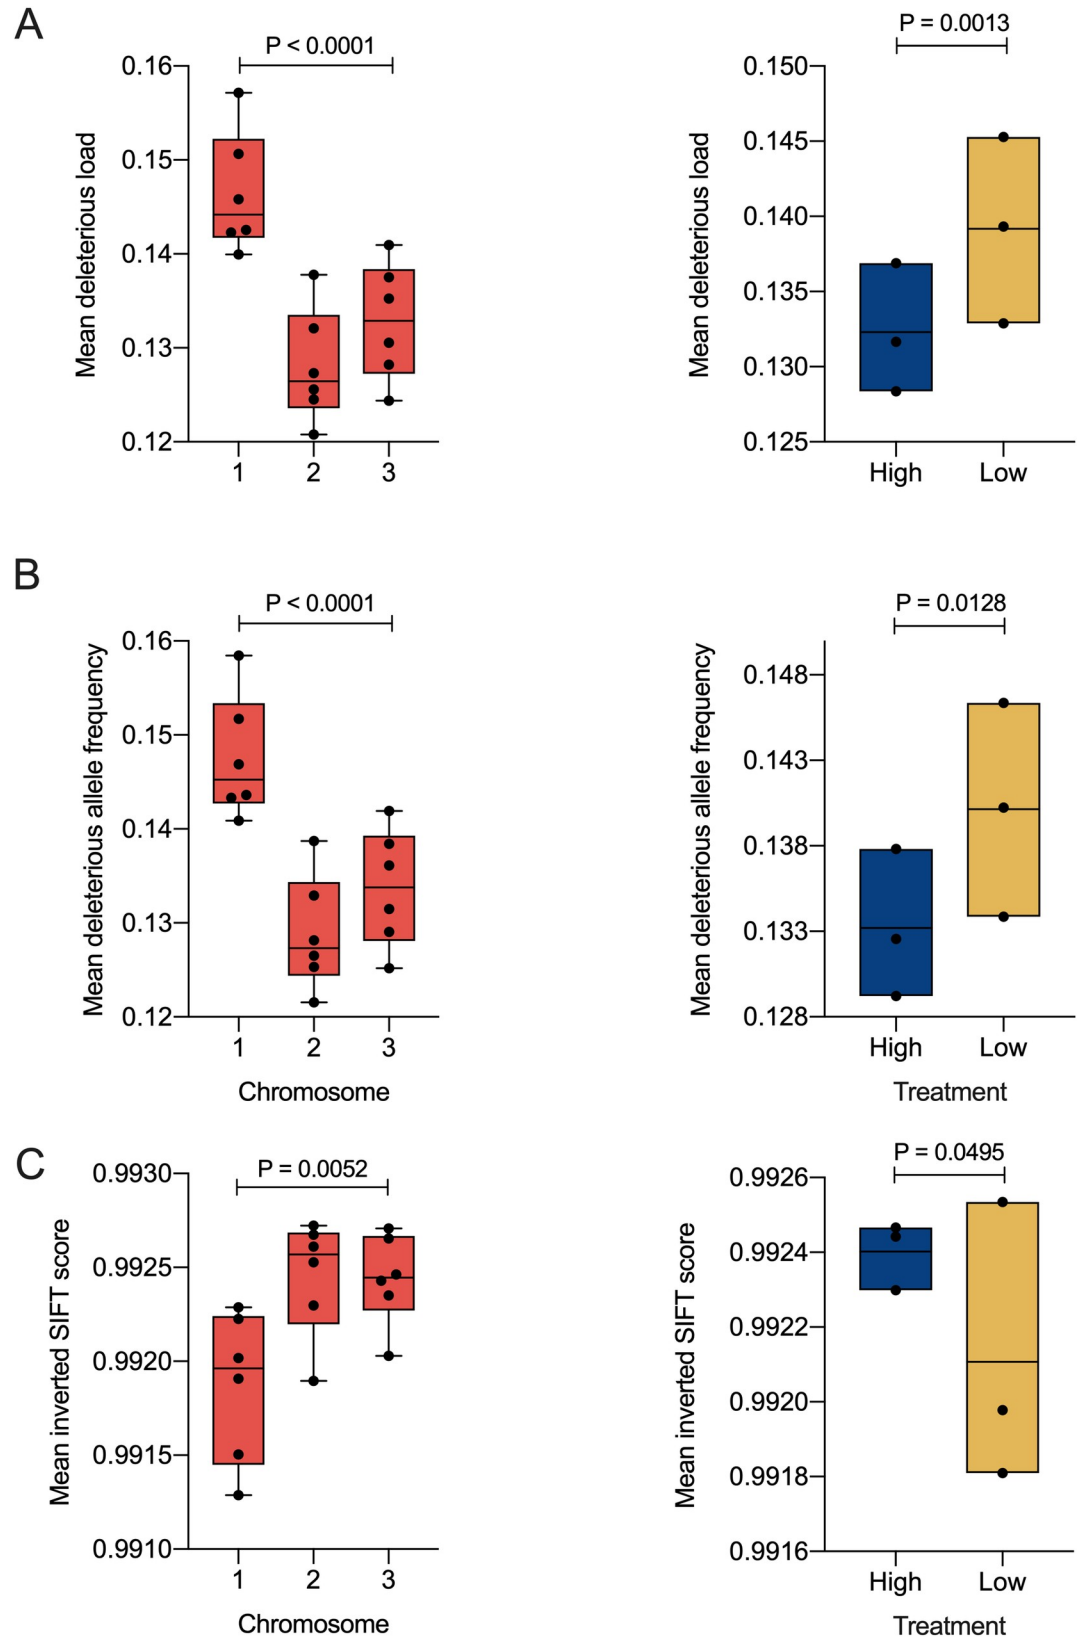 A
P < 0.0001
0.16
0.15
0.14
0.13
0.12
Mean deleterious load
1 2 3
P = 0.0013
0.150
0.145
0.140
0.135
0.130
0.125
Mean deleterious load
High Low
B
P < 0.0001
0.16
0.15
0.14
0.13
0.12
Mean deleterious allele frequency
1 2 3
Chromosome
P = 0.0128
0.148
0.143
0.138
0.133
0.128
Mean deleterious allele frequency
High Low
Treatment
C
P = 0.0052
0.9930
0.9925
0.9920
0.9915
0.9910
Mean inverted SIFT score
1 2 3
Chromosome
P = 0.0495
0.9926
0.9924
0.9922
0.9920
0.9918
0.9916
Mean inverted SIFT score
High Low
Treatment